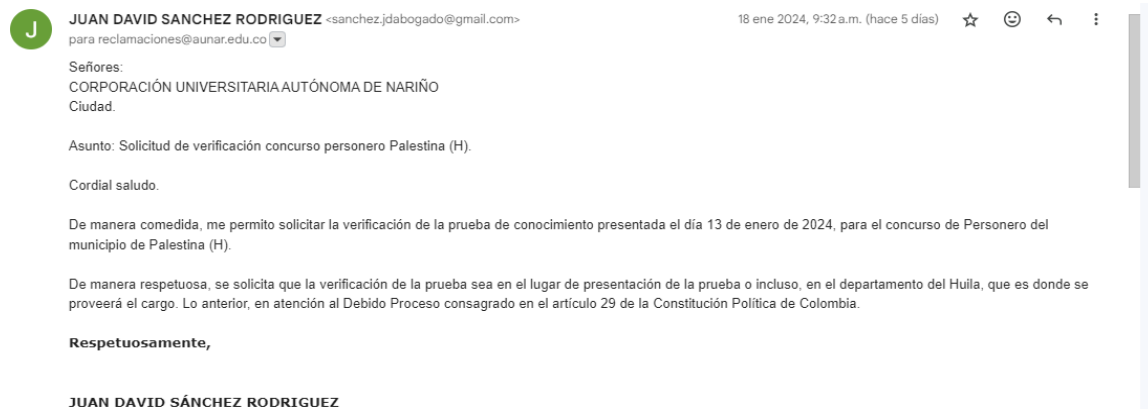 J
JUAN DAVID SANCHEZ RODRIGUEZ <sanchez.jdabogado@gmail.com>
18 ene 2024, 9:32 a.m. (hace 5 días)
para reclamaciones@aunar.edu.co
Señores:
CORPORACIÓN UNIVERSITARIA AUTÓNOMA DE NARIÑO
Ciudad.
Asunto: Solicitud de verificación concurso personero Palestina (H).
Cordial saludo.
De manera comedida, me permito solicitar la verificación de la prueba de conocimiento presentada el día 13 de enero de 2024, para el concurso de Personero del
municipio de Palestina (H).
De manera respetuosa, se solicita que la verificación de la prueba sea en el lugar de presentación de la prueba o incluso, en el departamento del Huila, que es donde se
proveerá el cargo. Lo anterior, en atención al Debido Proceso consagrado en el artículo 29 de la Constitución Política de Colombia.
Respetuosamente,
JUAN DAVID SÁNCHEZ RODRIGUEZ